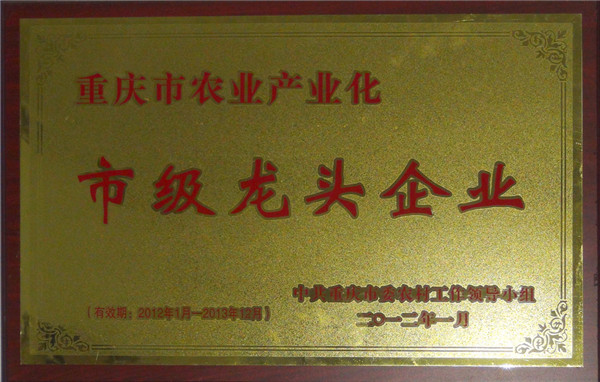 重庆市农业产业化
市级龙头企业
中共重庆市委农村工作领导小组
（有效期：2012年1月—2013年12月）
二〇一二年一月